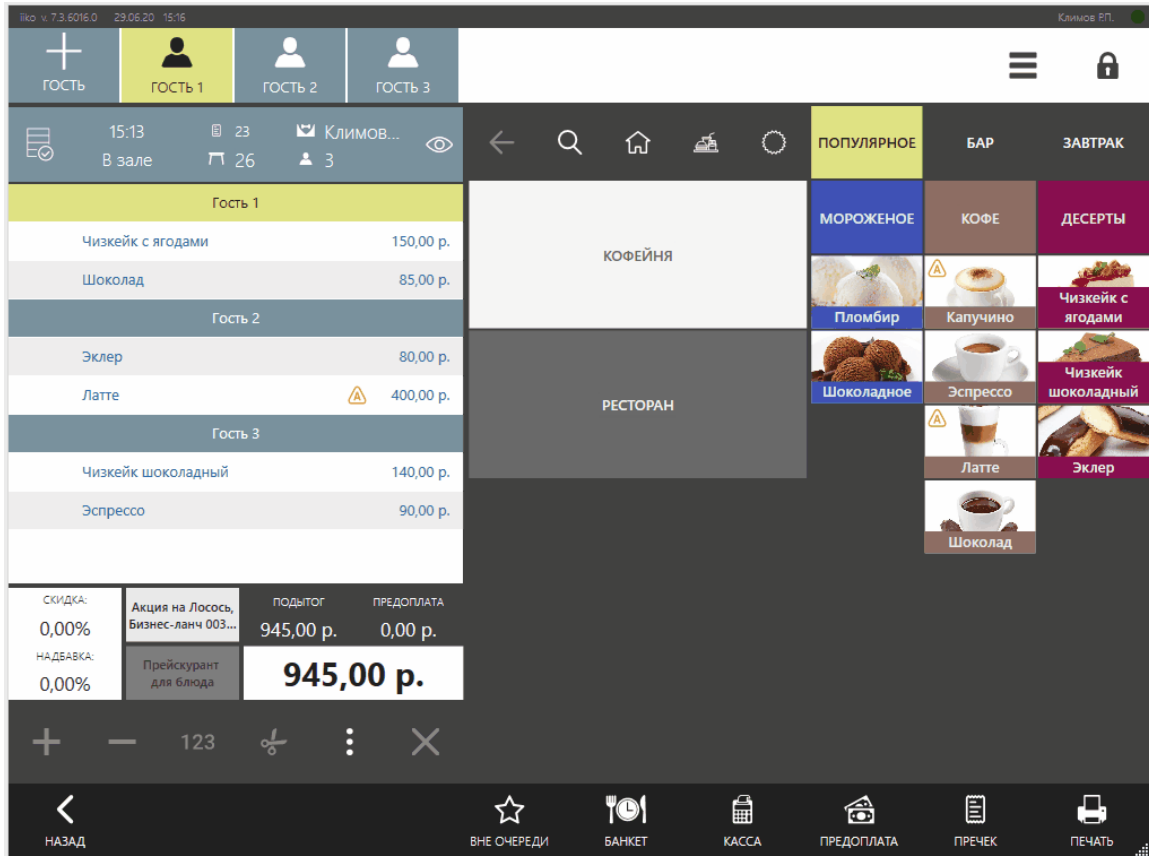 iiko v. 7.3.6016.0 29.06.20 15:16 Климов Р.П.
ГОСТЬ ГОСТЬ 1 ГОСТЬ 2 ГОСТЬ 3
15:13 23 Климов...
В зале 26 3
ПОПУЛЯРНОЕ БАР ЗАВТРАК
Гость 1
Чизкейк с ягодами 150,00 р.
Шоколад 85,00 р.
Гость 2
Эклер 80,00 р.
Латте A 400,00 р.
Гость 3
Чизкейк шоколадный 140,00 р.
Эспрессо 90,00 р.
КОФЕЙНЯ
РЕСТОРАН
МОРОЖЕНОЕ КОФЕ ДЕСЕРТЫ
Пломбир
A
Капучино
Чизкейк с
ягодами
Шоколадное
Эспрессо
Чизкейк
шоколадный
A
Латте
Эклер
Шоколад
СКИДКА:
0,00%
НАДБАВКА:
0,00%
Акция на Лосось,
Бизнес-ланч 003...
Прейскурант
для блюда
ПОДЫТОГ ПРЕДОПЛАТА
945,00 р. 0,00 р.
945,00 р.
123
НАЗАД ВНЕ ОЧЕРЕДИ БАНКЕТ КАССА ПРЕДОПЛАТА ПРЕЧЕК ПЕЧАТЬ